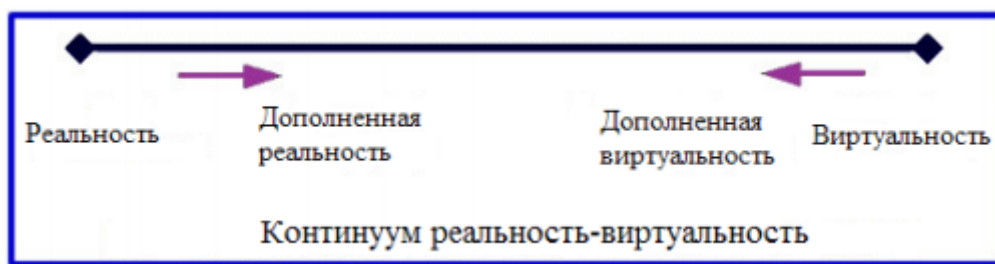 Реальность
Дополненная
реальность
Дополненная
виртуальность
Виртуальность
Континуум реальность-виртуальность